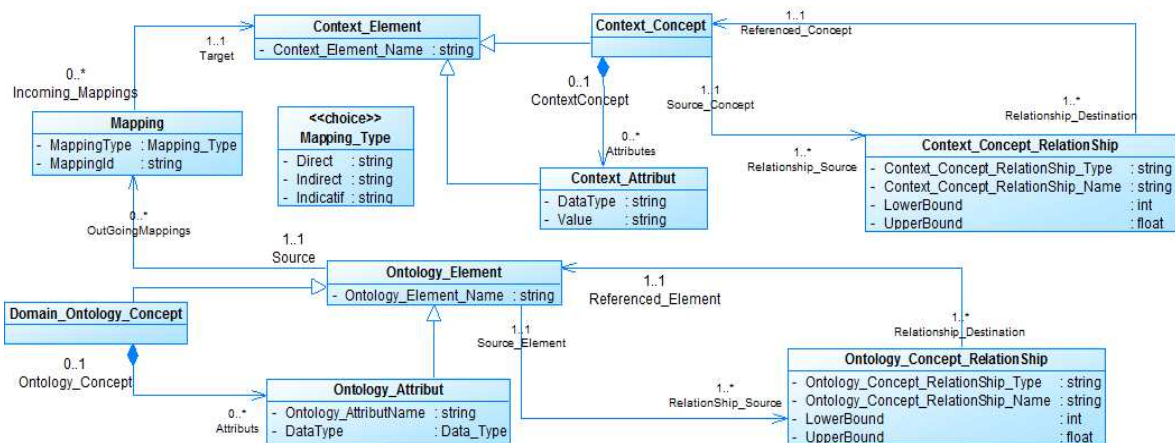 Context_Element
- Context_Element_Name : string
Context_Concept
1..1
Referenced_Concept
1..1
Target
0..*
Incoming_Mappings
0..1
ContextConcept
1..1
Source_Concept
1..*
Relationship_Destination
Mapping
- MappingType : Mapping_Type
- MappingId : string
<<choice>>
Mapping_Type
- Direct : string
- Indirect : string
- Indicatif : string
0..*
Attributes
1..*
Relationship_Source
Context_Concept_RelationShip
- Context_Concept_RelationShip_Type : string
- Context_Concept_RelationShip_Name : string
- LowerBound : int
- UpperBound : float
Context_Attribut
- DataType : string
- Value : string
0..*
OutGoingMappings
1..1
Source
Ontology_Element
- Ontology_Element_Name : string
1..1
Referenced_Element
Domain_Ontology_Concept
1..1
Source_Element
1..*
Relationship_Destination
0..1
Ontology_Concept
Ontology_Attribut
- Ontology_AttributName : string
- DataType : Data_Type
0..*
Attributs
1..*
RelationShip_Source
Ontology_Concept_RelationShip
- Ontology_Concept_RelationShip_Type : string
- Ontology_Concept_RelationShip_Name : string
- LowerBound : int
- UpperBound : float